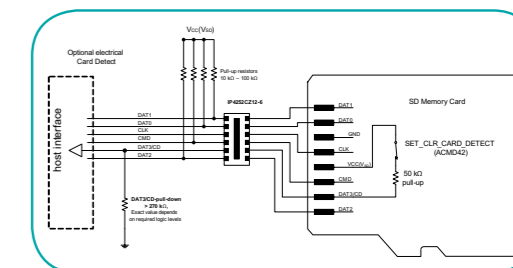 Vcc(VSD)
Optional electrical
Card Detect
Pull-up resistors
10 kΩ – 100 kΩ
IP4252CZ12-6
host interface
DAT1
DAT0
CLK
CMD
DAT3/CD
DAT2
DAT3/CD-pull-down
> 270 kΩ,
Exact value depends
on required logic levels
SD Memory Card
DAT1
DAT0
GND
CLK
VCC(VSD)
CMD
DAT3/CD
DAT2
SET_CLR_CARD_DETECT
(ACMD42)
50 kΩ
pull-up